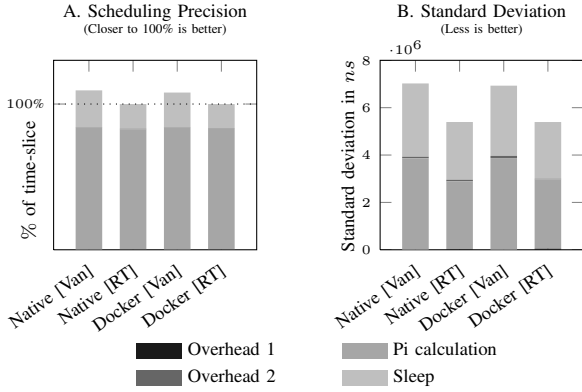 A. Scheduling Precision
(Closer to 100% is better)
100%
% of time-slice
Native [Van]
Native [RT]
Docker [Van]
Docker [RT]
B. Standard Deviation
(Less is better)
·10⁶
8
6
4
2
0
Standard deviation in ns
Native [Van]
Native [RT]
Docker [Van]
Docker [RT]
Overhead 1
Pi calculation
Overhead 2
Sleep